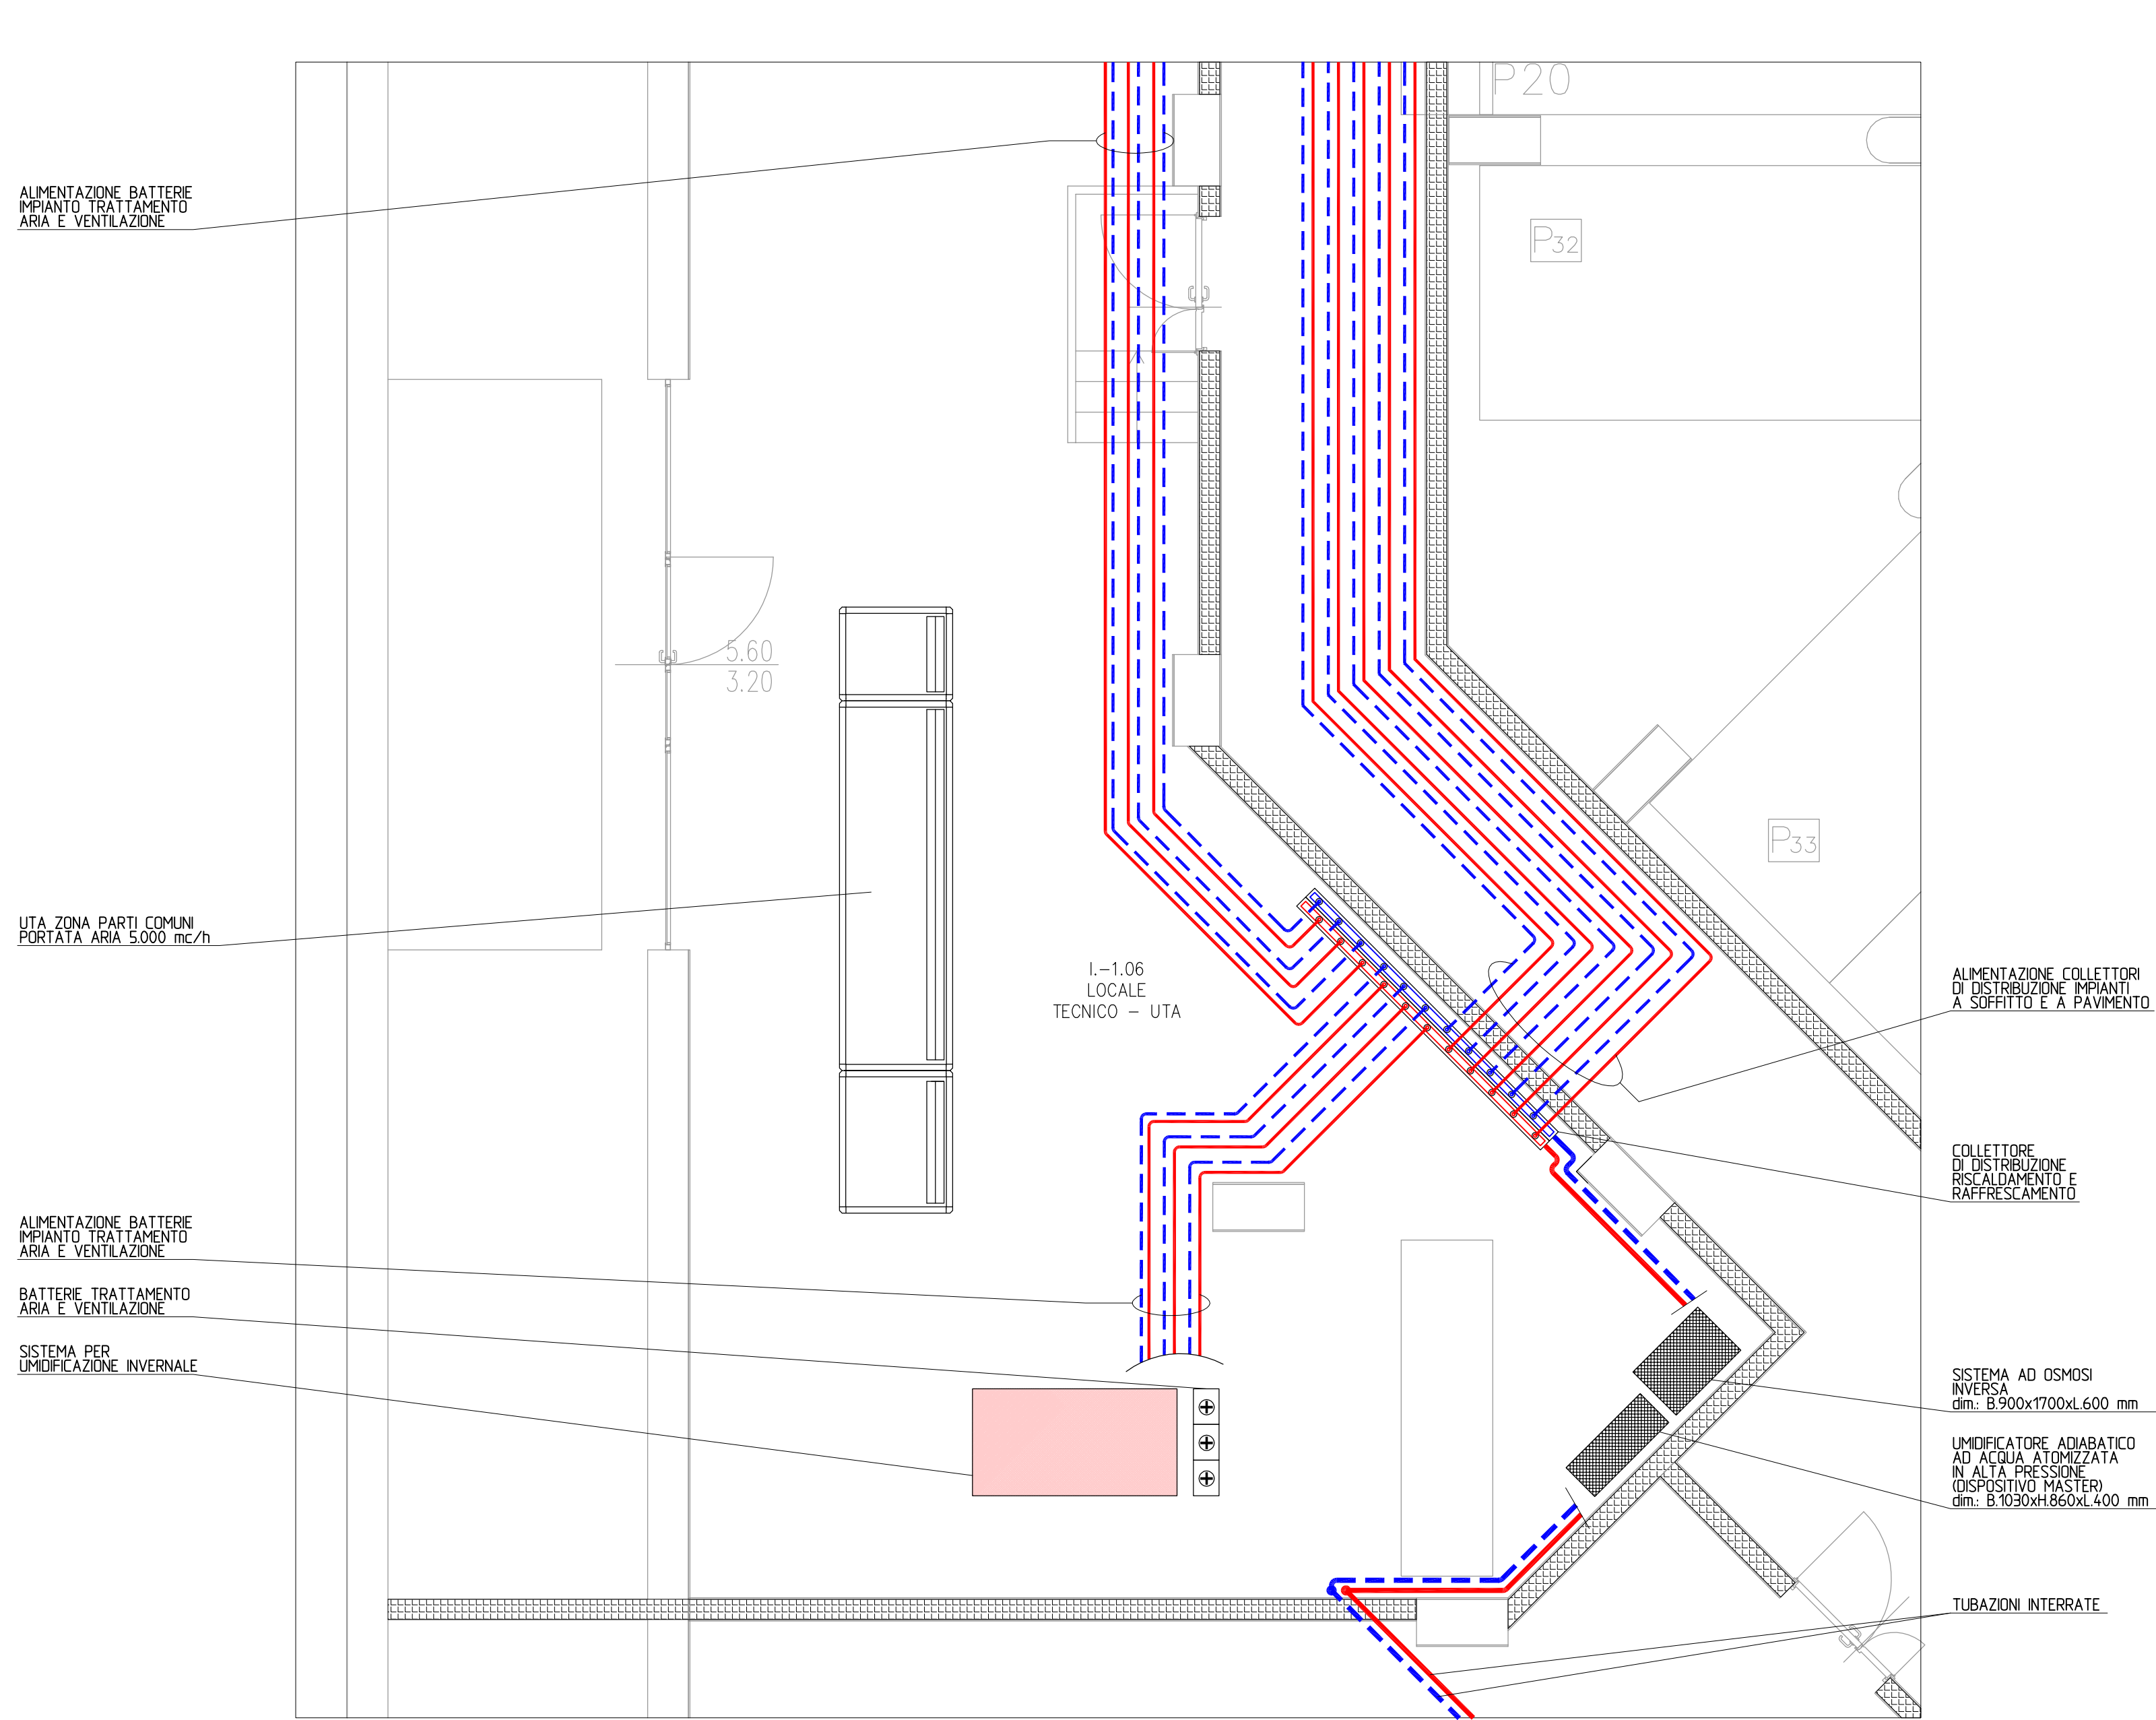 P20
ALIMENTAZIONE BATTERIE
IMPIANTO TRATTAMENTO
ARIA E VENTILAZIONE
P32
5.60
3.20
P33
UTA ZONA PARTI COMUNI
PORTATA ARIA 5.000 mc/h
I.-1.06
LOCALE
TECNICO - UTA
ALIMENTAZIONE COLLETTORI
DI DISTRIBUZIONE IMPIANTI
A SOFFITTO E A PAVIMENTO
COLLETTORE
DI DISTRIBUZIONE
RISCALDAMENTO E
RAFFRESCAMENTO
ALIMENTAZIONE BATTERIE
IMPIANTO TRATTAMENTO
ARIA E VENTILAZIONE
BATTERIE TRATTAMENTO
ARIA E VENTILAZIONE
SISTEMA PER
UMIDIFICAZIONE INVERNALE
SISTEMA AD OSMOSI
INVERSA
dim.: B.900x1700xL.600 mm
UMIDIFICATORE ADIABATICO
AD ACQUA ATOMIZZATA
IN ALTA PRESSIONE
(DISPOSITIVO MASTER)
dim.: B.1030xH.860xL.400 mm
TUBAZIONI INTERRATE